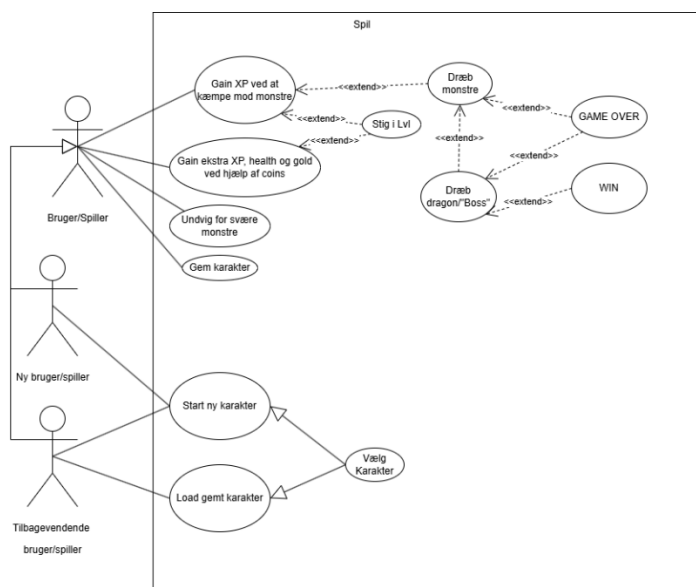 Spil
Gain XP ved at
kæmpe mod monstre
<<extend>>
Dræb
monstre
<<extend>>
GAME OVER
<<extend>>
Stig i Lvl
<<extend>>
<<extend>>
<<extend>>
Gain ekstra XP, health og gold
ved hjælp af coins
Dræb
dragon/"Boss"
<<extend>>
WIN
Bruger/Spiller
Undvig for svære
monstre
Gem karakter
Ny bruger/spiller
Start ny karakter
Vælg
Karakter
Load gemt karakter
Tilbagevendende
bruger/spiller